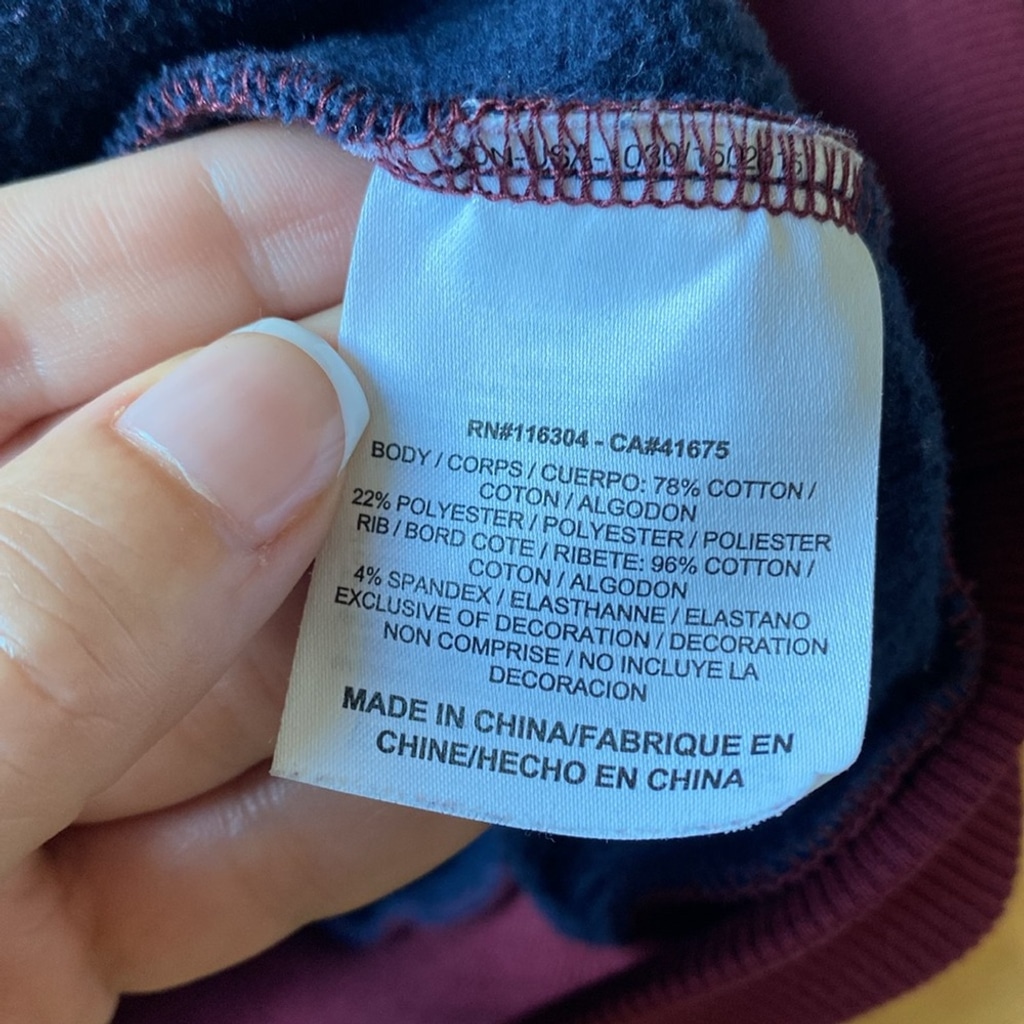 RN#116304 - CA#41675
BODY / CORPS / CUERPO: 78% COTTON /
COTON / ALGODON
22% POLYESTER / POLYESTER / POLIESTER
RIB / BORD COTE / RIBETE: 96% COTTON /
COTON / ALGODON
4% SPANDEX / ELASTHANNE / ELASTANO
EXCLUSIVE OF DECORATION / DECORATION
NON COMPRISE / NO INCLUYE LA
DECORACION
MADE IN CHINA/FABRIQUE EN
CHINE/HECHO EN CHINA